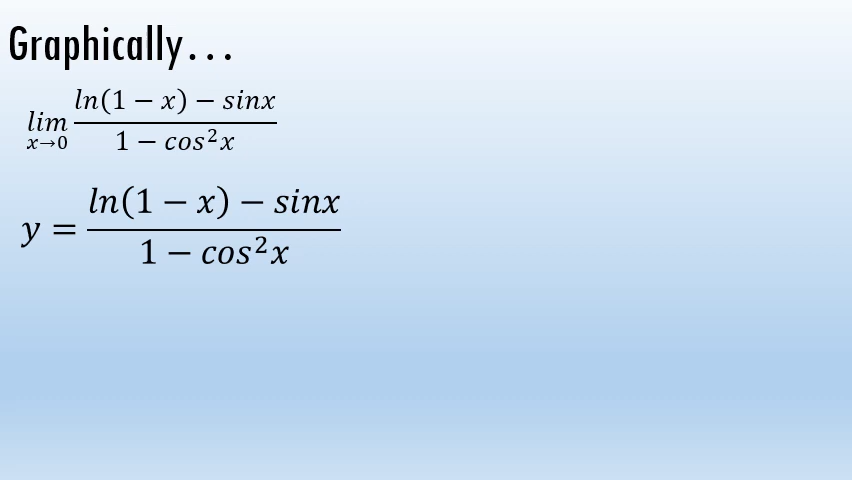 Graphically...
lim x→0 ln(1 − x) − sinx / 1 − cos²x
y = ln(1 − x) − sinx / 1 − cos²x